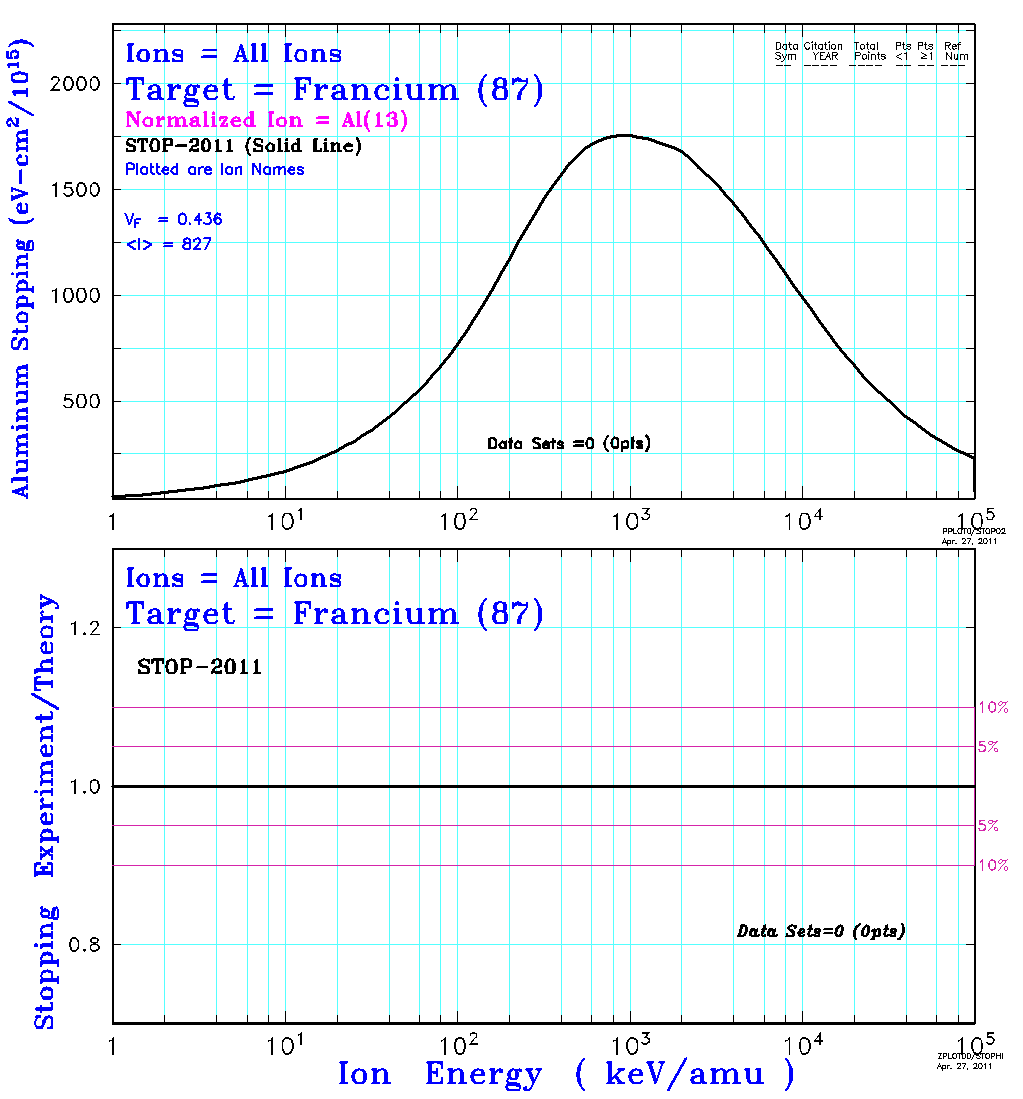 Ions = All Ions
Target = Francium (87)
Normalized Ion = Al(13)
STOP-2011 (Solid Line)
Plotted are Ion Names
V_F = 0.436
<I> = 827
Data Citation Total Pts Pts Ref
Sym YEAR Points <1 ≥1 Num
Aluminum Stopping (eV-cm²/10¹⁵)
2000
1500
1000
500
Data Sets =0 (0pts)
1 10¹ 10² 10³ 10⁴ 10⁵
PPLOT0/STOP02
Apr. 27, 2011
Ions = All Ions
Target = Francium (87)
STOP-2011
Stopping Experiment/Theory
1.2
1.0
0.8
10%
5%
5%
10%
Data Sets=0 (0pts)
1 10¹ 10² 10³ 10⁴ 10⁵
Ion Energy ( keV/amu )
Apr. 27, 2011